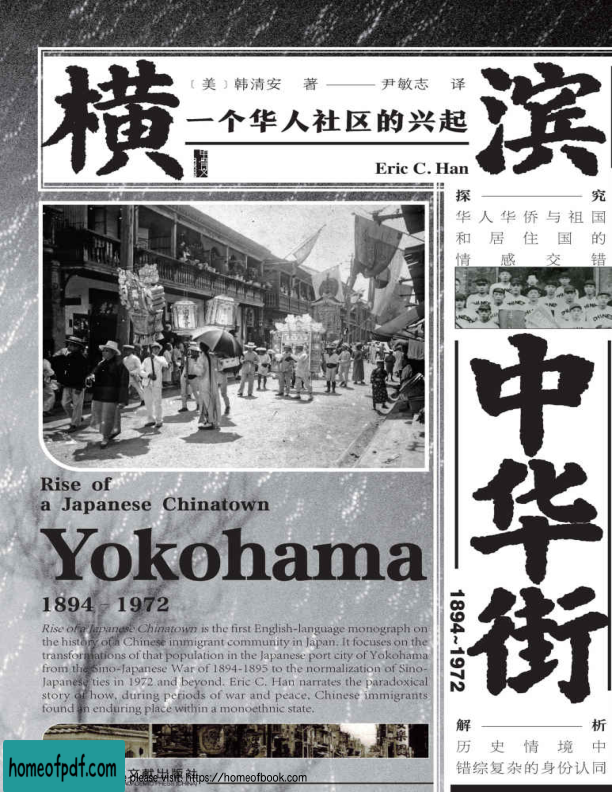 横滨
［美］韩清安 著 —— 尹敏志 译
一个华人社区的兴起
Eric C. Han
探 —— 究
华人华侨与祖国
和居住国的
情感交错
中华街
1894~1972
Rise of
a Japanese Chinatown
Yokohama
1894–1972
Rise of a Japanese Chinatown is the first English-language monograph on
the history of a Chinese immigrant community in Japan. It focuses on the
transformations of that population in the Japanese port city of Yokohama
from the Sino-Japanese War of 1894-1895 to the normalization of Sino-
Japanese ties in 1972 and beyond. Eric C. Han narrates the paradoxical
story of how, during periods of war and peace, Chinese immigrants
found an enduring place within a monoethnic state.
解 —— 析
历史情境中
错综复杂的身份认同
homeofpdf.com
文献出版社
please visit: https://homeofbook.com